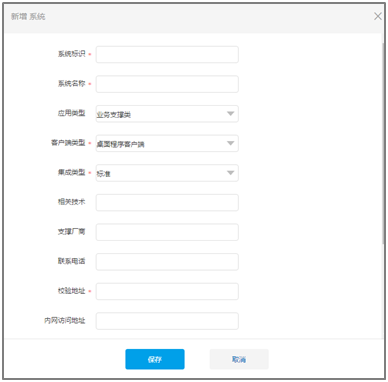 新增 系统
系统标识 *
系统名称 *
应用类型 业务支撑类
客户端类型 * 桌面程序客户端
集成类型 * 标准
相关技术
支撑厂商
联系电话
校验地址 *
内网访问地址
保存 取消